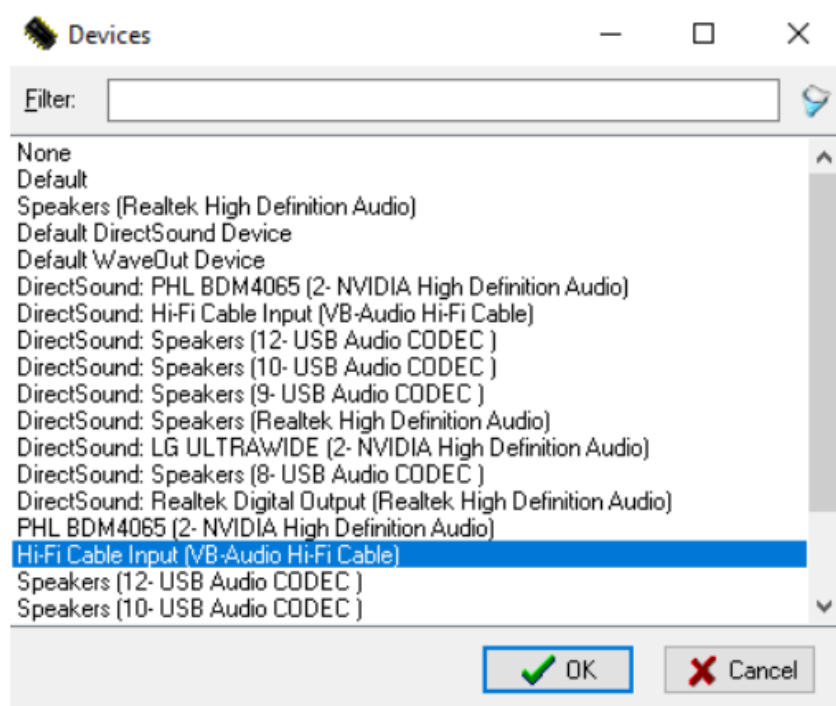 Devices
Filter:
None
Default
Speakers (Realtek High Definition Audio)
Default DirectSound Device
Default WaveOut Device
DirectSound: PHL BDM4065 (2- NVIDIA High Definition Audio)
DirectSound: Hi-Fi Cable Input (VB-Audio Hi-Fi Cable)
DirectSound: Speakers (12- USB Audio CODEC )
DirectSound: Speakers (10- USB Audio CODEC )
DirectSound: Speakers (9- USB Audio CODEC )
DirectSound: Speakers (Realtek High Definition Audio)
DirectSound: LG ULTRAWIDE (2- NVIDIA High Definition Audio)
DirectSound: Speakers (8- USB Audio CODEC )
DirectSound: Realtek Digital Output (Realtek High Definition Audio)
PHL BDM4065 (2- NVIDIA High Definition Audio)
Hi-Fi Cable Input (VB-Audio Hi-Fi Cable)
Speakers (12- USB Audio CODEC )
Speakers (10- USB Audio CODEC )
OK Cancel